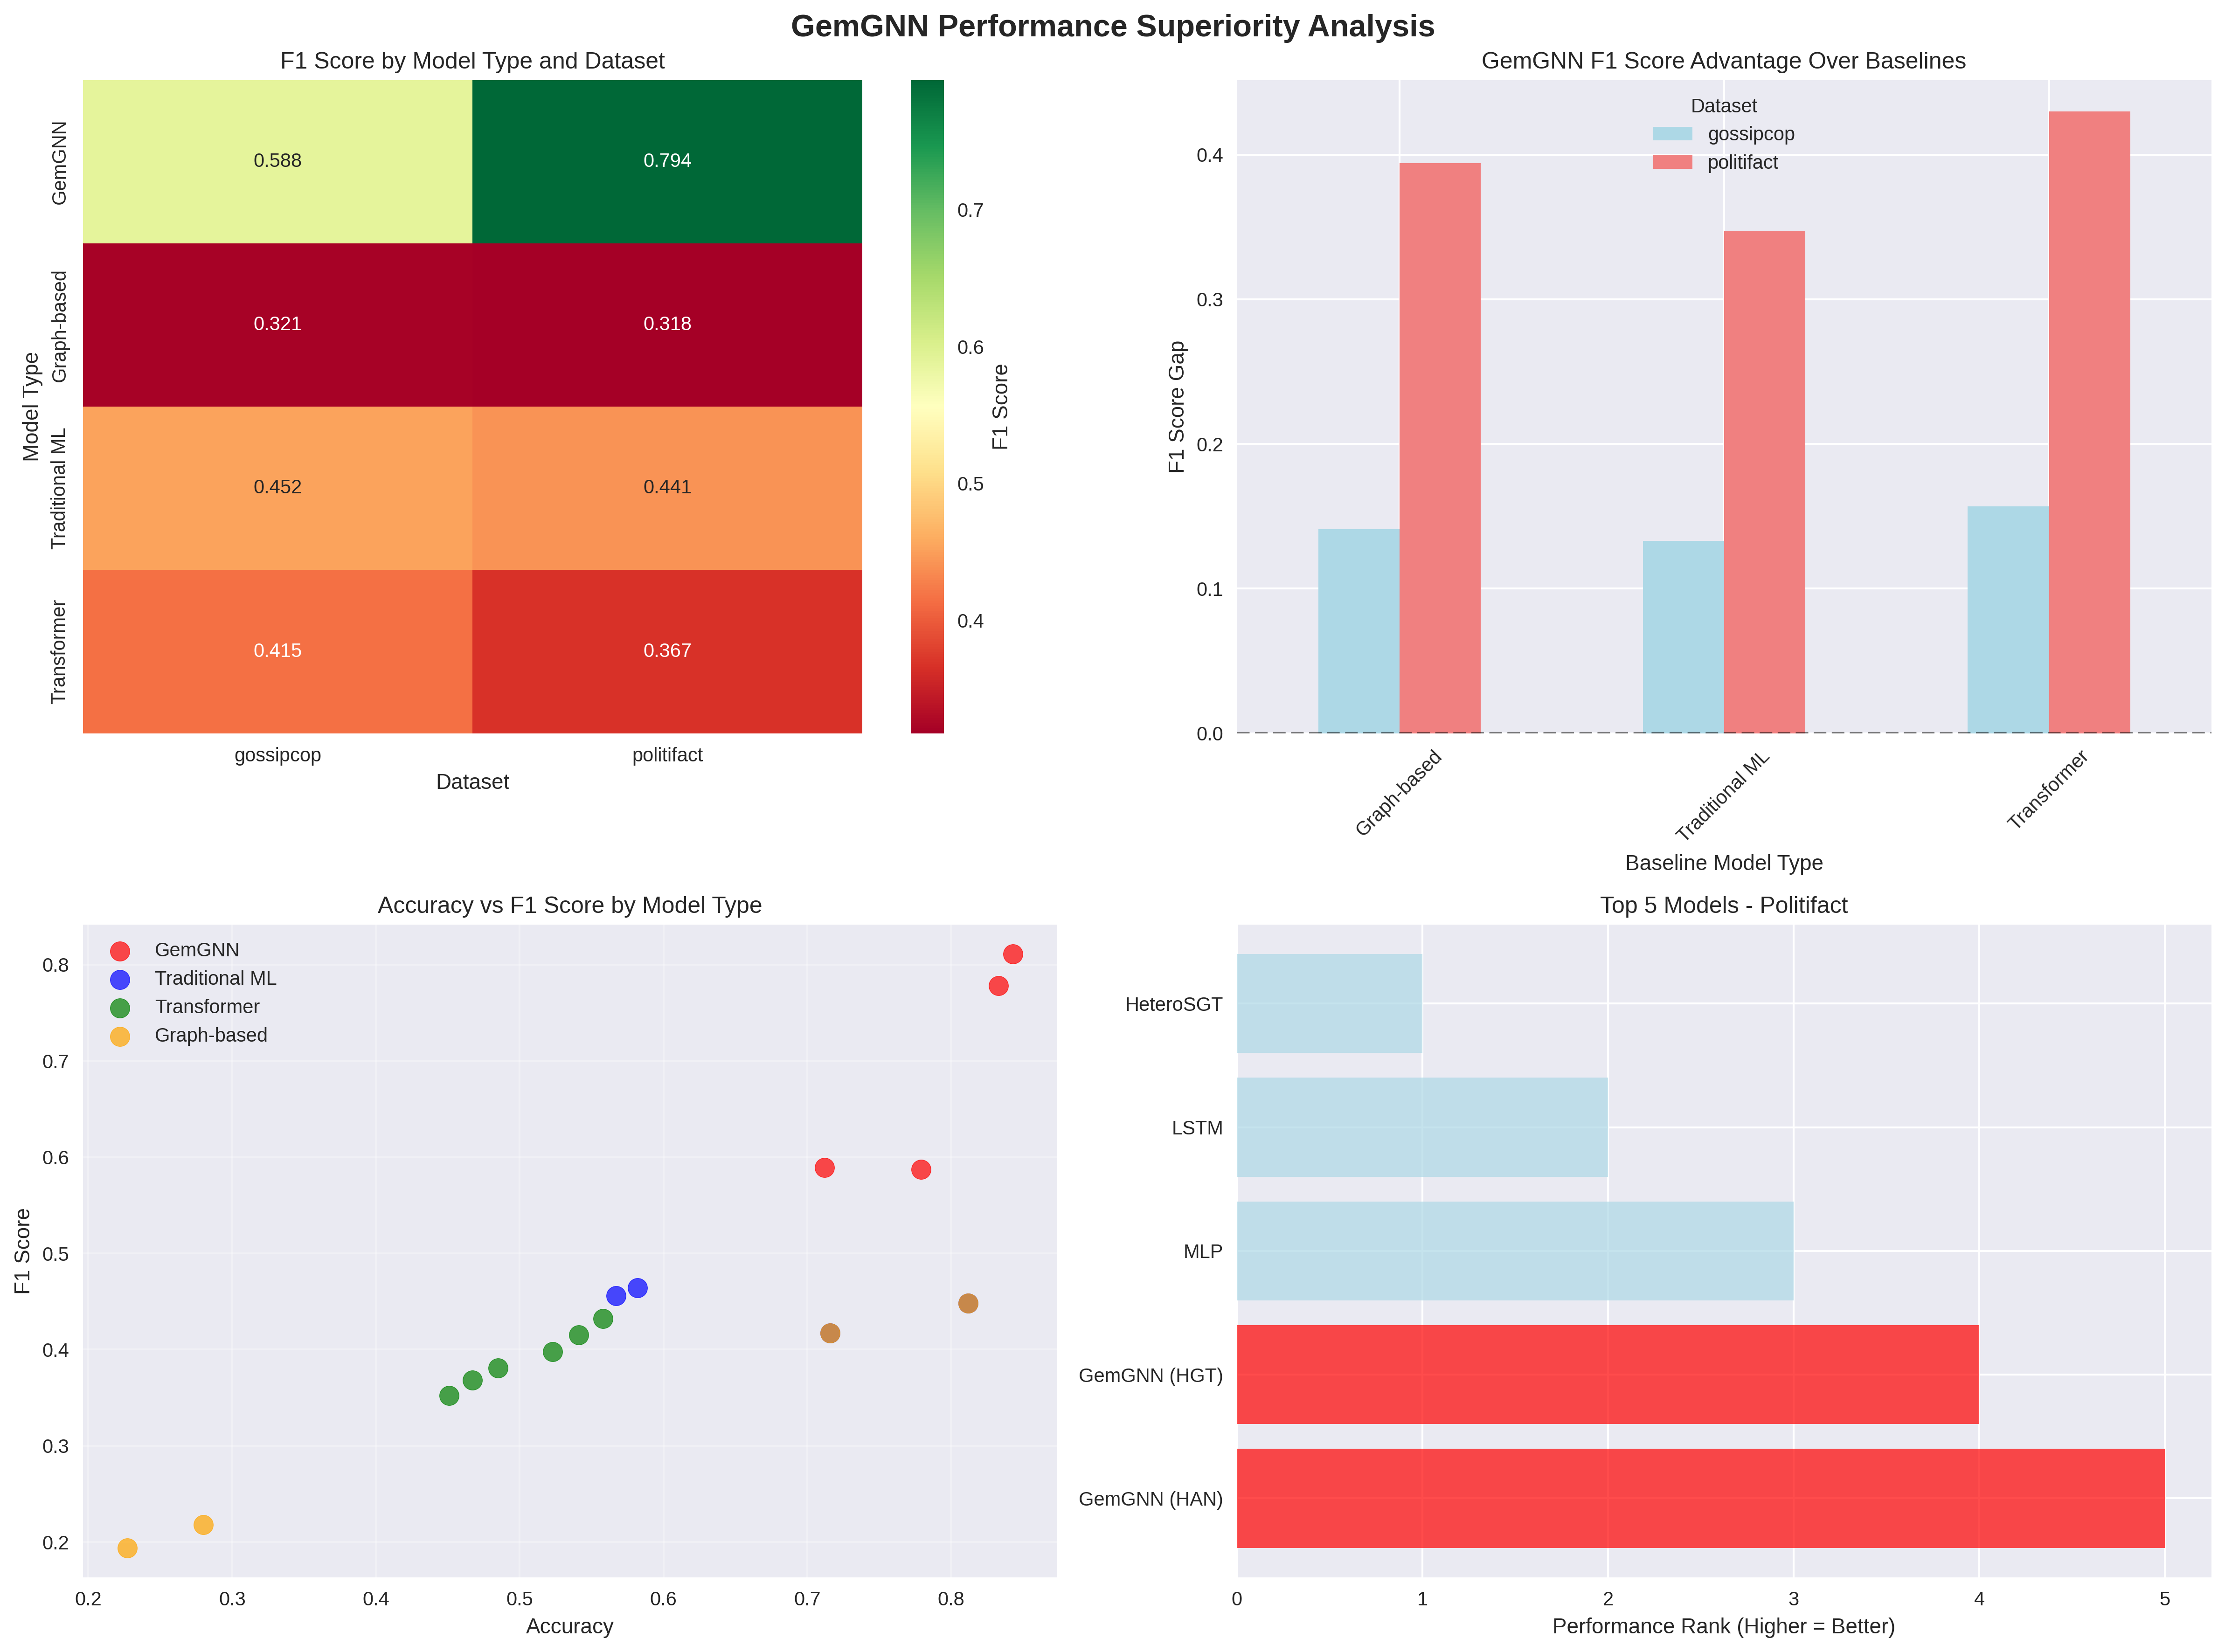 GemGNN Performance Superiority Analysis
F1 Score by Model Type and Dataset
Model Type
GemGNN
Graph-based
Traditional ML
Transformer
0.588
0.794
0.321
0.318
0.452
0.441
0.415
0.367
gossipcop
politifact
Dataset
0.7
0.6
0.5
0.4
F1 Score
GemGNN F1 Score Advantage Over Baselines
Dataset
gossipcop
politifact
F1 Score Gap
0.4
0.3
0.2
0.1
0.0
Graph-based
Traditional ML
Transformer
Baseline Model Type
Accuracy vs F1 Score by Model Type
GemGNN
Traditional ML
Transformer
Graph-based
F1 Score
0.8
0.7
0.6
0.5
0.4
0.3
0.2
0.2
0.3
0.4
0.5
0.6
0.7
0.8
Accuracy
Top 5 Models - Politifact
HeteroSGT
LSTM
MLP
GemGNN (HGT)
GemGNN (HAN)
0
1
2
3
4
5
Performance Rank (Higher = Better)